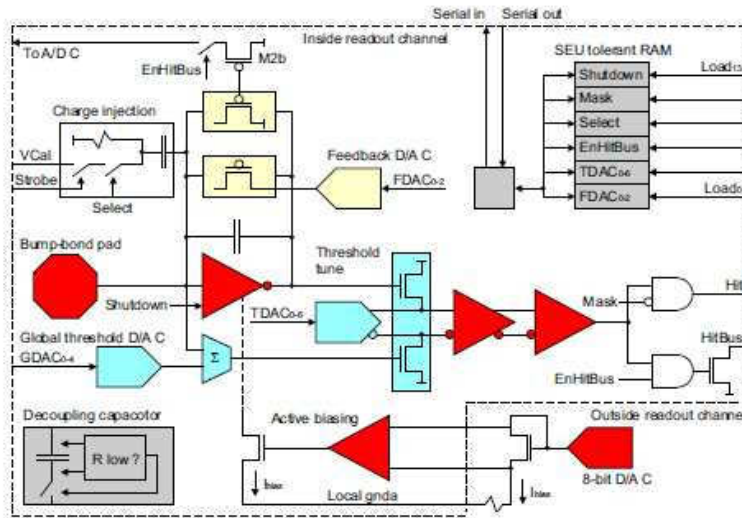 Serial in
Serial out
To A/D C
Inside readout channel
M2b
EnHitBus
SEU tolerant RAM
Shutdown
Mask
Select
EnHitBus
TDAC0-6
FDAC0-2
Load13
Load0
Charge injection
VCal
Strobe
Select
Feedback D/A C
FDAC0-2
Bump-bond pad
Threshold
tune
Shutdown
TDAC0-6
Mask
Hit
HitBus
Global threshold D/A C
GDAC0-4
Σ
EnHitBus
Decoupling capacotor
R low ?
Active biasing
Outside readout channel
8-bit D/A C
Ibias
Local gnda
Ibias